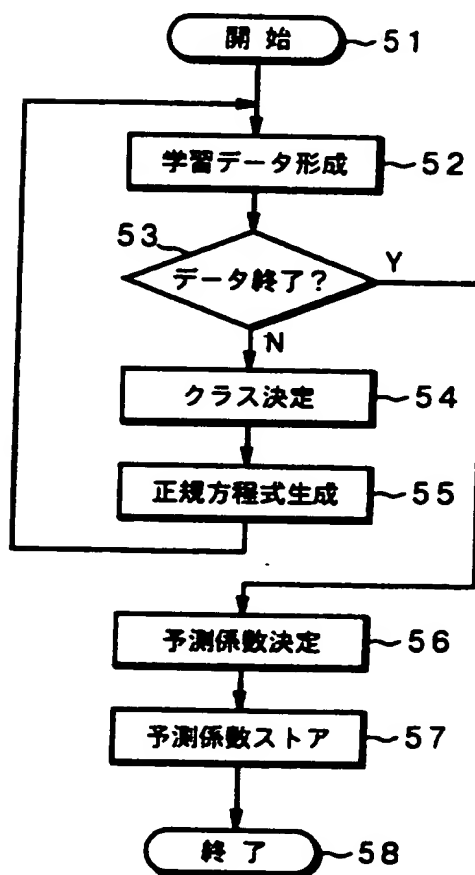 開始 51
学習データ形成 52
53
データ終了? Y
N
クラス決定 54
正規方程式生成 55
予測係数決定 56
予測係数ストア 57
終了 58